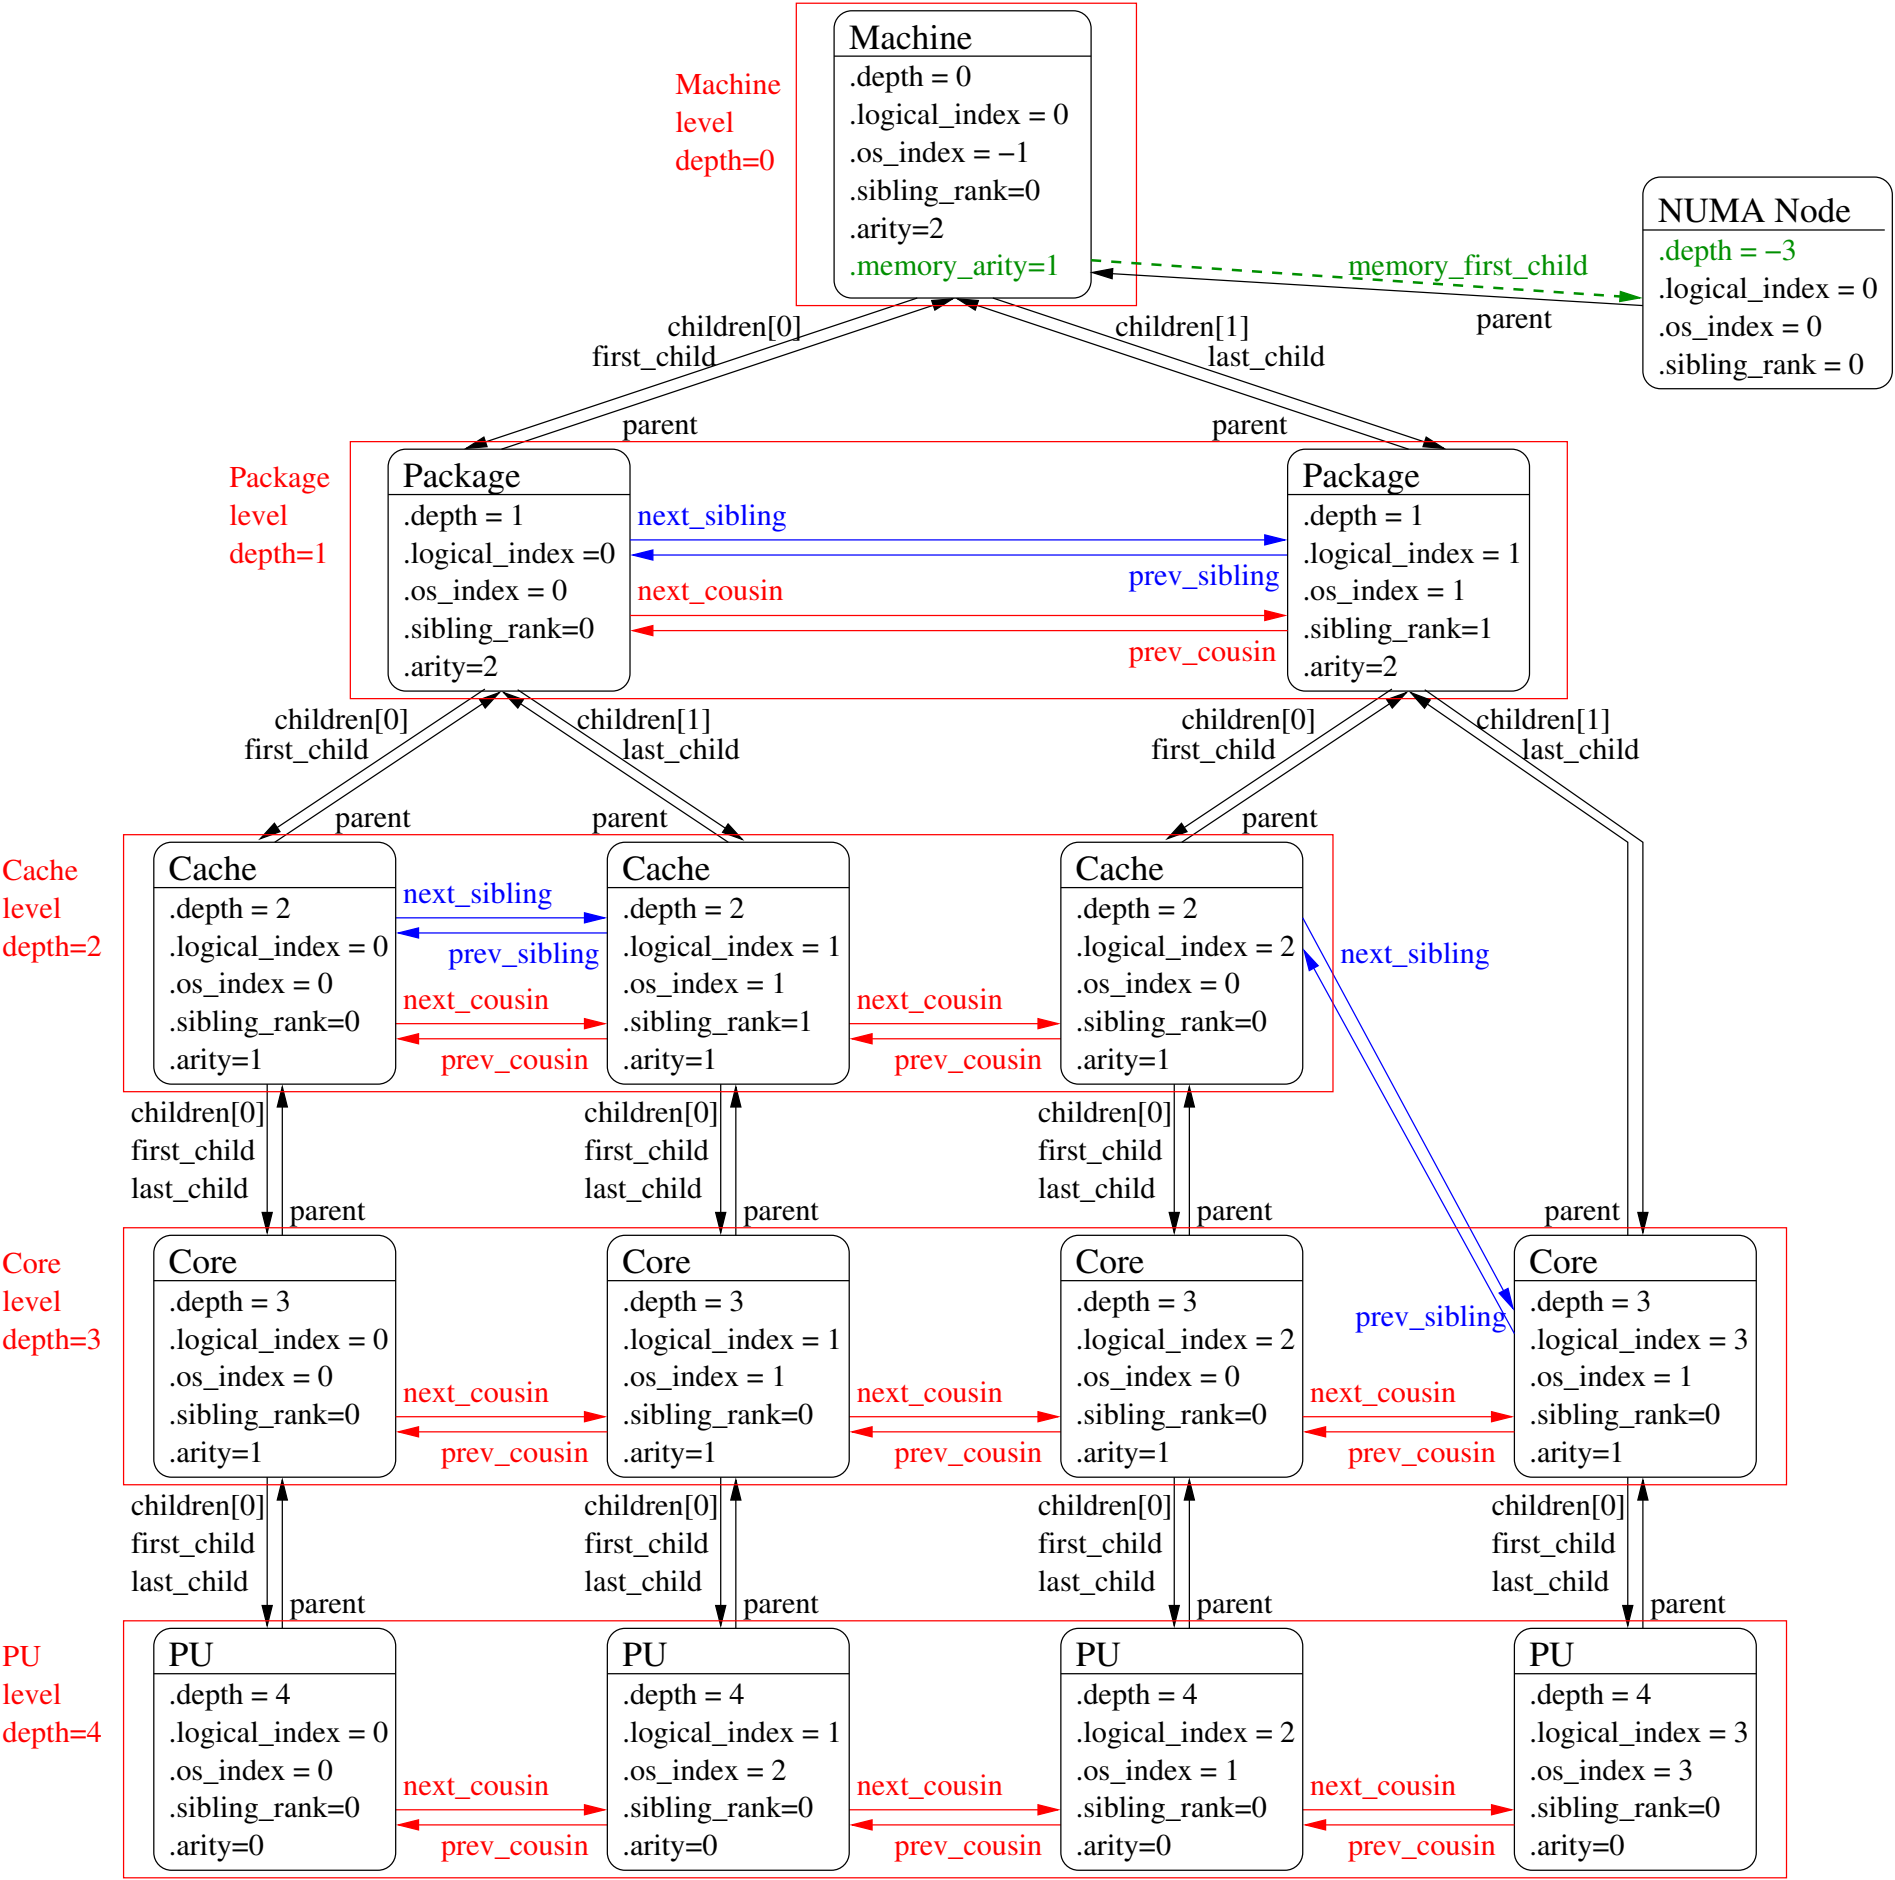 Machine
level
depth=0
Machine
.depth = 0
.logical_index = 0
.os_index = −1
.sibling_rank=0
.arity=2
.memory_arity=1
memory_first_child
parent
NUMA Node
.depth = −3
.logical_index = 0
.os_index = 0
.sibling_rank = 0
children[0]
first_child
parent
children[1]
last_child
parent
Package
level
depth=1
Package
.depth = 1
.logical_index =0
.os_index = 0
.sibling_rank=0
.arity=2
next_sibling
prev_sibling
next_cousin
prev_cousin
Package
.depth = 1
.logical_index = 1
.os_index = 1
.sibling_rank=1
.arity=2
children[0]
first_child
parent
children[1]
last_child
parent
children[0]
first_child
parent
children[1]
last_child
Cache
level
depth=2
Cache
.depth = 2
.logical_index = 0
.os_index = 0
.sibling_rank=0
.arity=1
next_sibling
prev_sibling
next_cousin
prev_cousin
Cache
.depth = 2
.logical_index = 1
.os_index = 1
.sibling_rank=1
.arity=1
next_cousin
prev_cousin
Cache
.depth = 2
.logical_index = 2
.os_index = 0
.sibling_rank=0
.arity=1
next_sibling
prev_sibling
children[0]
first_child
last_child
parent
children[0]
first_child
last_child
parent
children[0]
first_child
last_child
parent
parent
Core
level
depth=3
Core
.depth = 3
.logical_index = 0
.os_index = 0
.sibling_rank=0
.arity=1
next_cousin
prev_cousin
Core
.depth = 3
.logical_index = 1
.os_index = 1
.sibling_rank=0
.arity=1
next_cousin
prev_cousin
Core
.depth = 3
.logical_index = 2
.os_index = 0
.sibling_rank=0
.arity=1
next_cousin
prev_cousin
Core
.depth = 3
.logical_index = 3
.os_index = 1
.sibling_rank=0
.arity=1
children[0]
first_child
last_child
parent
children[0]
first_child
last_child
parent
children[0]
first_child
last_child
parent
children[0]
first_child
last_child
parent
PU
level
depth=4
PU
.depth = 4
.logical_index = 0
.os_index = 0
.sibling_rank=0
.arity=0
next_cousin
prev_cousin
PU
.depth = 4
.logical_index = 1
.os_index = 2
.sibling_rank=0
.arity=0
next_cousin
prev_cousin
PU
.depth = 4
.logical_index = 2
.os_index = 1
.sibling_rank=0
.arity=0
next_cousin
prev_cousin
PU
.depth = 4
.logical_index = 3
.os_index = 3
.sibling_rank=0
.arity=0